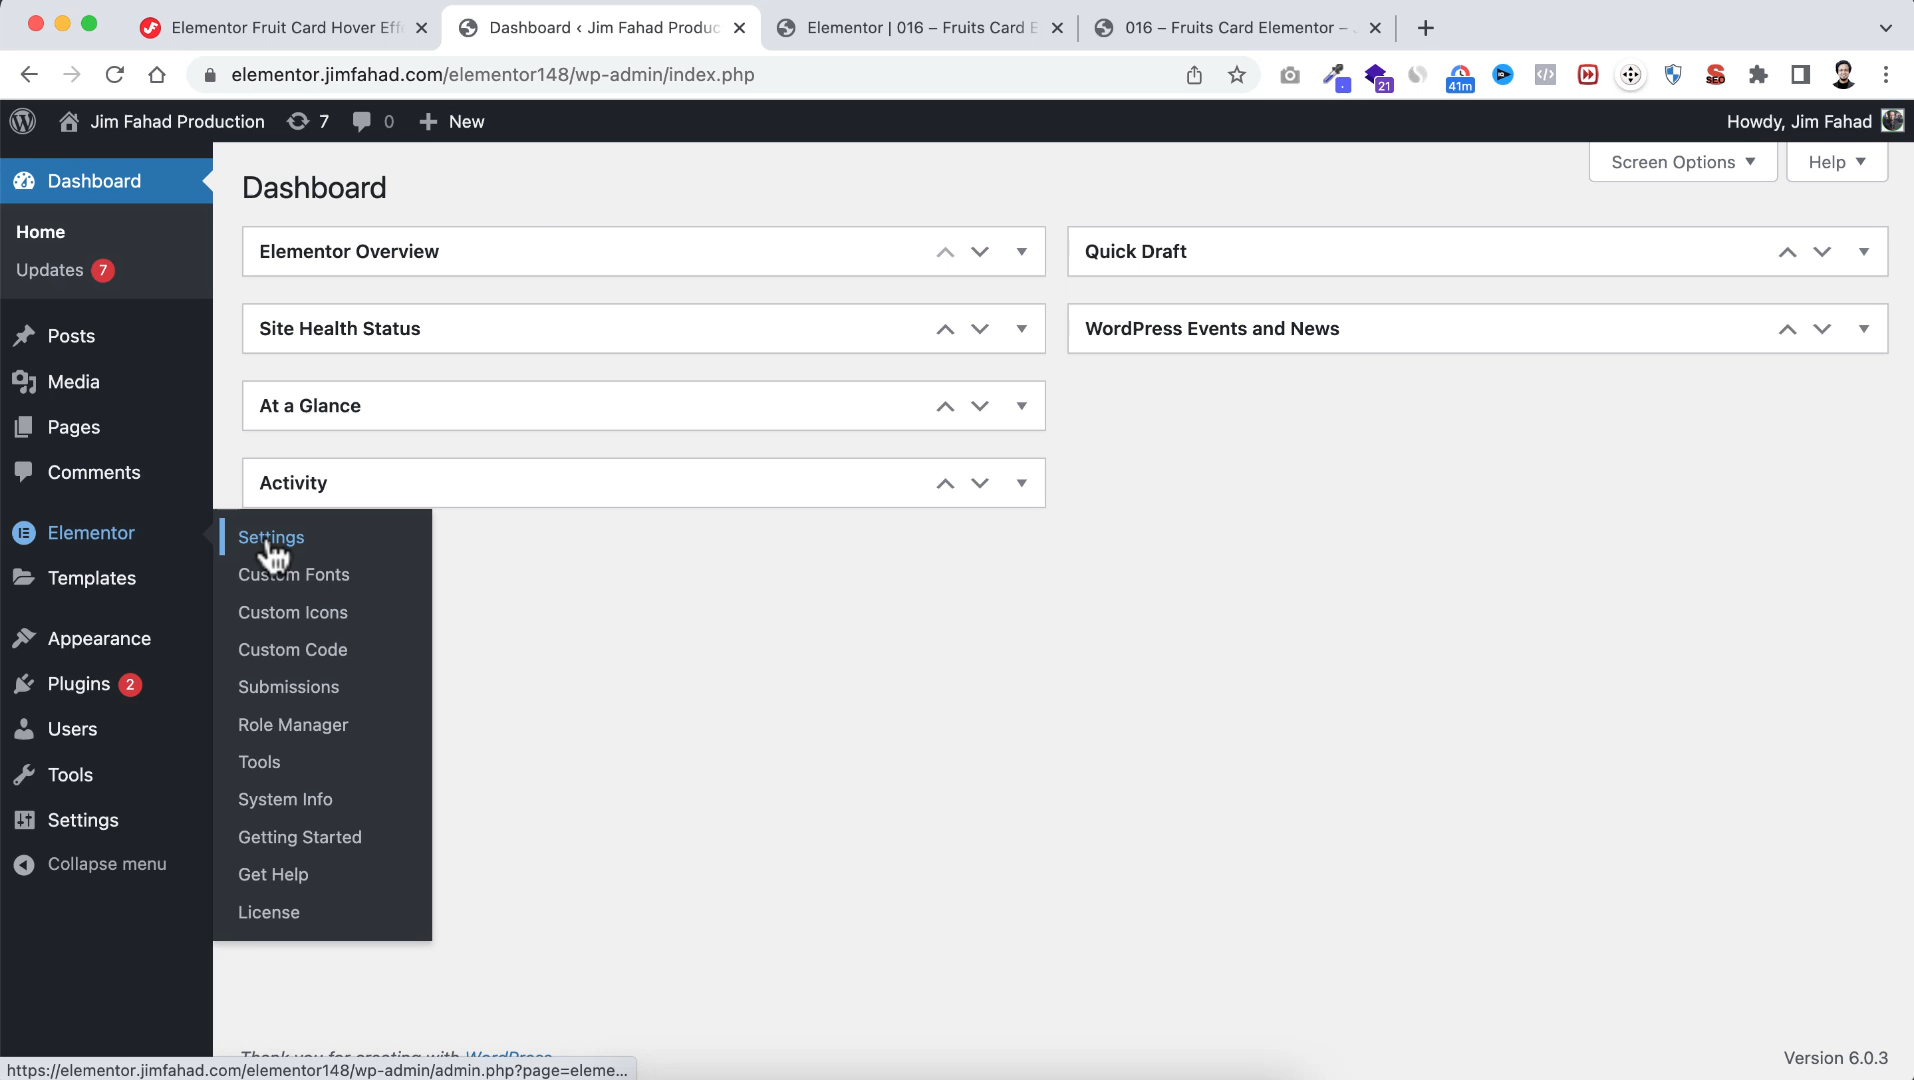 Elementor Fruit Card Hover Eff
Dashboard ‹ Jim Fahad Produc
Elementor | 016 – Fruits Card E
016 – Fruits Card Elementor –
elementor.jimfahad.com/elementor148/wp-admin/index.php
21
41m
SEO
Jim Fahad Production
7
0
New
Howdy, Jim Fahad
Screen Options
Help
Dashboard
Home
Updates 7
Posts
Media
Pages
Comments
Elementor
Templates
Appearance
Plugins 2
Users
Tools
Settings
Collapse menu
Dashboard
Elementor Overview
Quick Draft
Site Health Status
WordPress Events and News
At a Glance
Activity
Settings
Custom Fonts
Custom Icons
Custom Code
Submissions
Role Manager
Tools
System Info
Getting Started
Get Help
License
Thank you for creating with WordPress
Version 6.0.3
https://elementor.jimfahad.com/elementor148/wp-admin/admin.php?page=eleme...